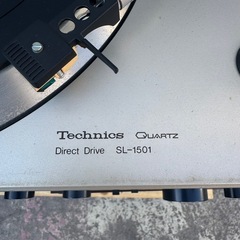 Technics QUARTZ
Direct Drive SL-1501